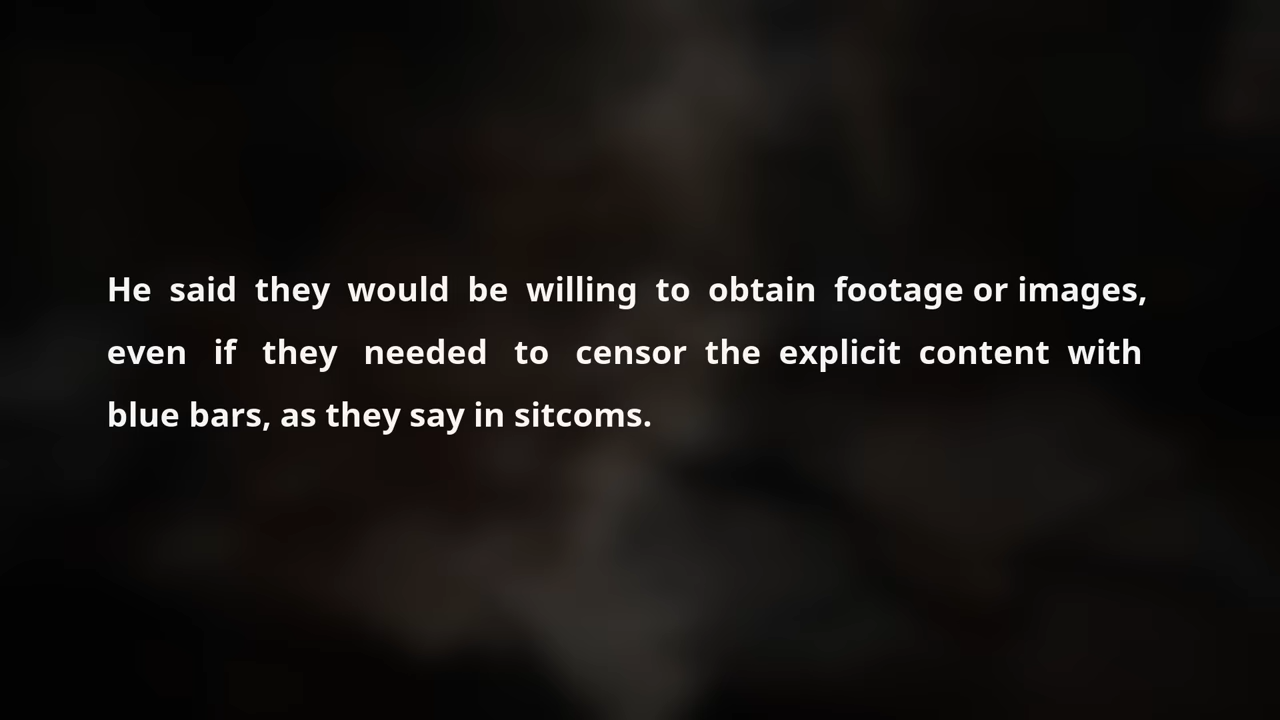 He said they would be willing to obtain footage or images,
even if they needed to censor the explicit content with
blue bars, as they say in sitcoms.